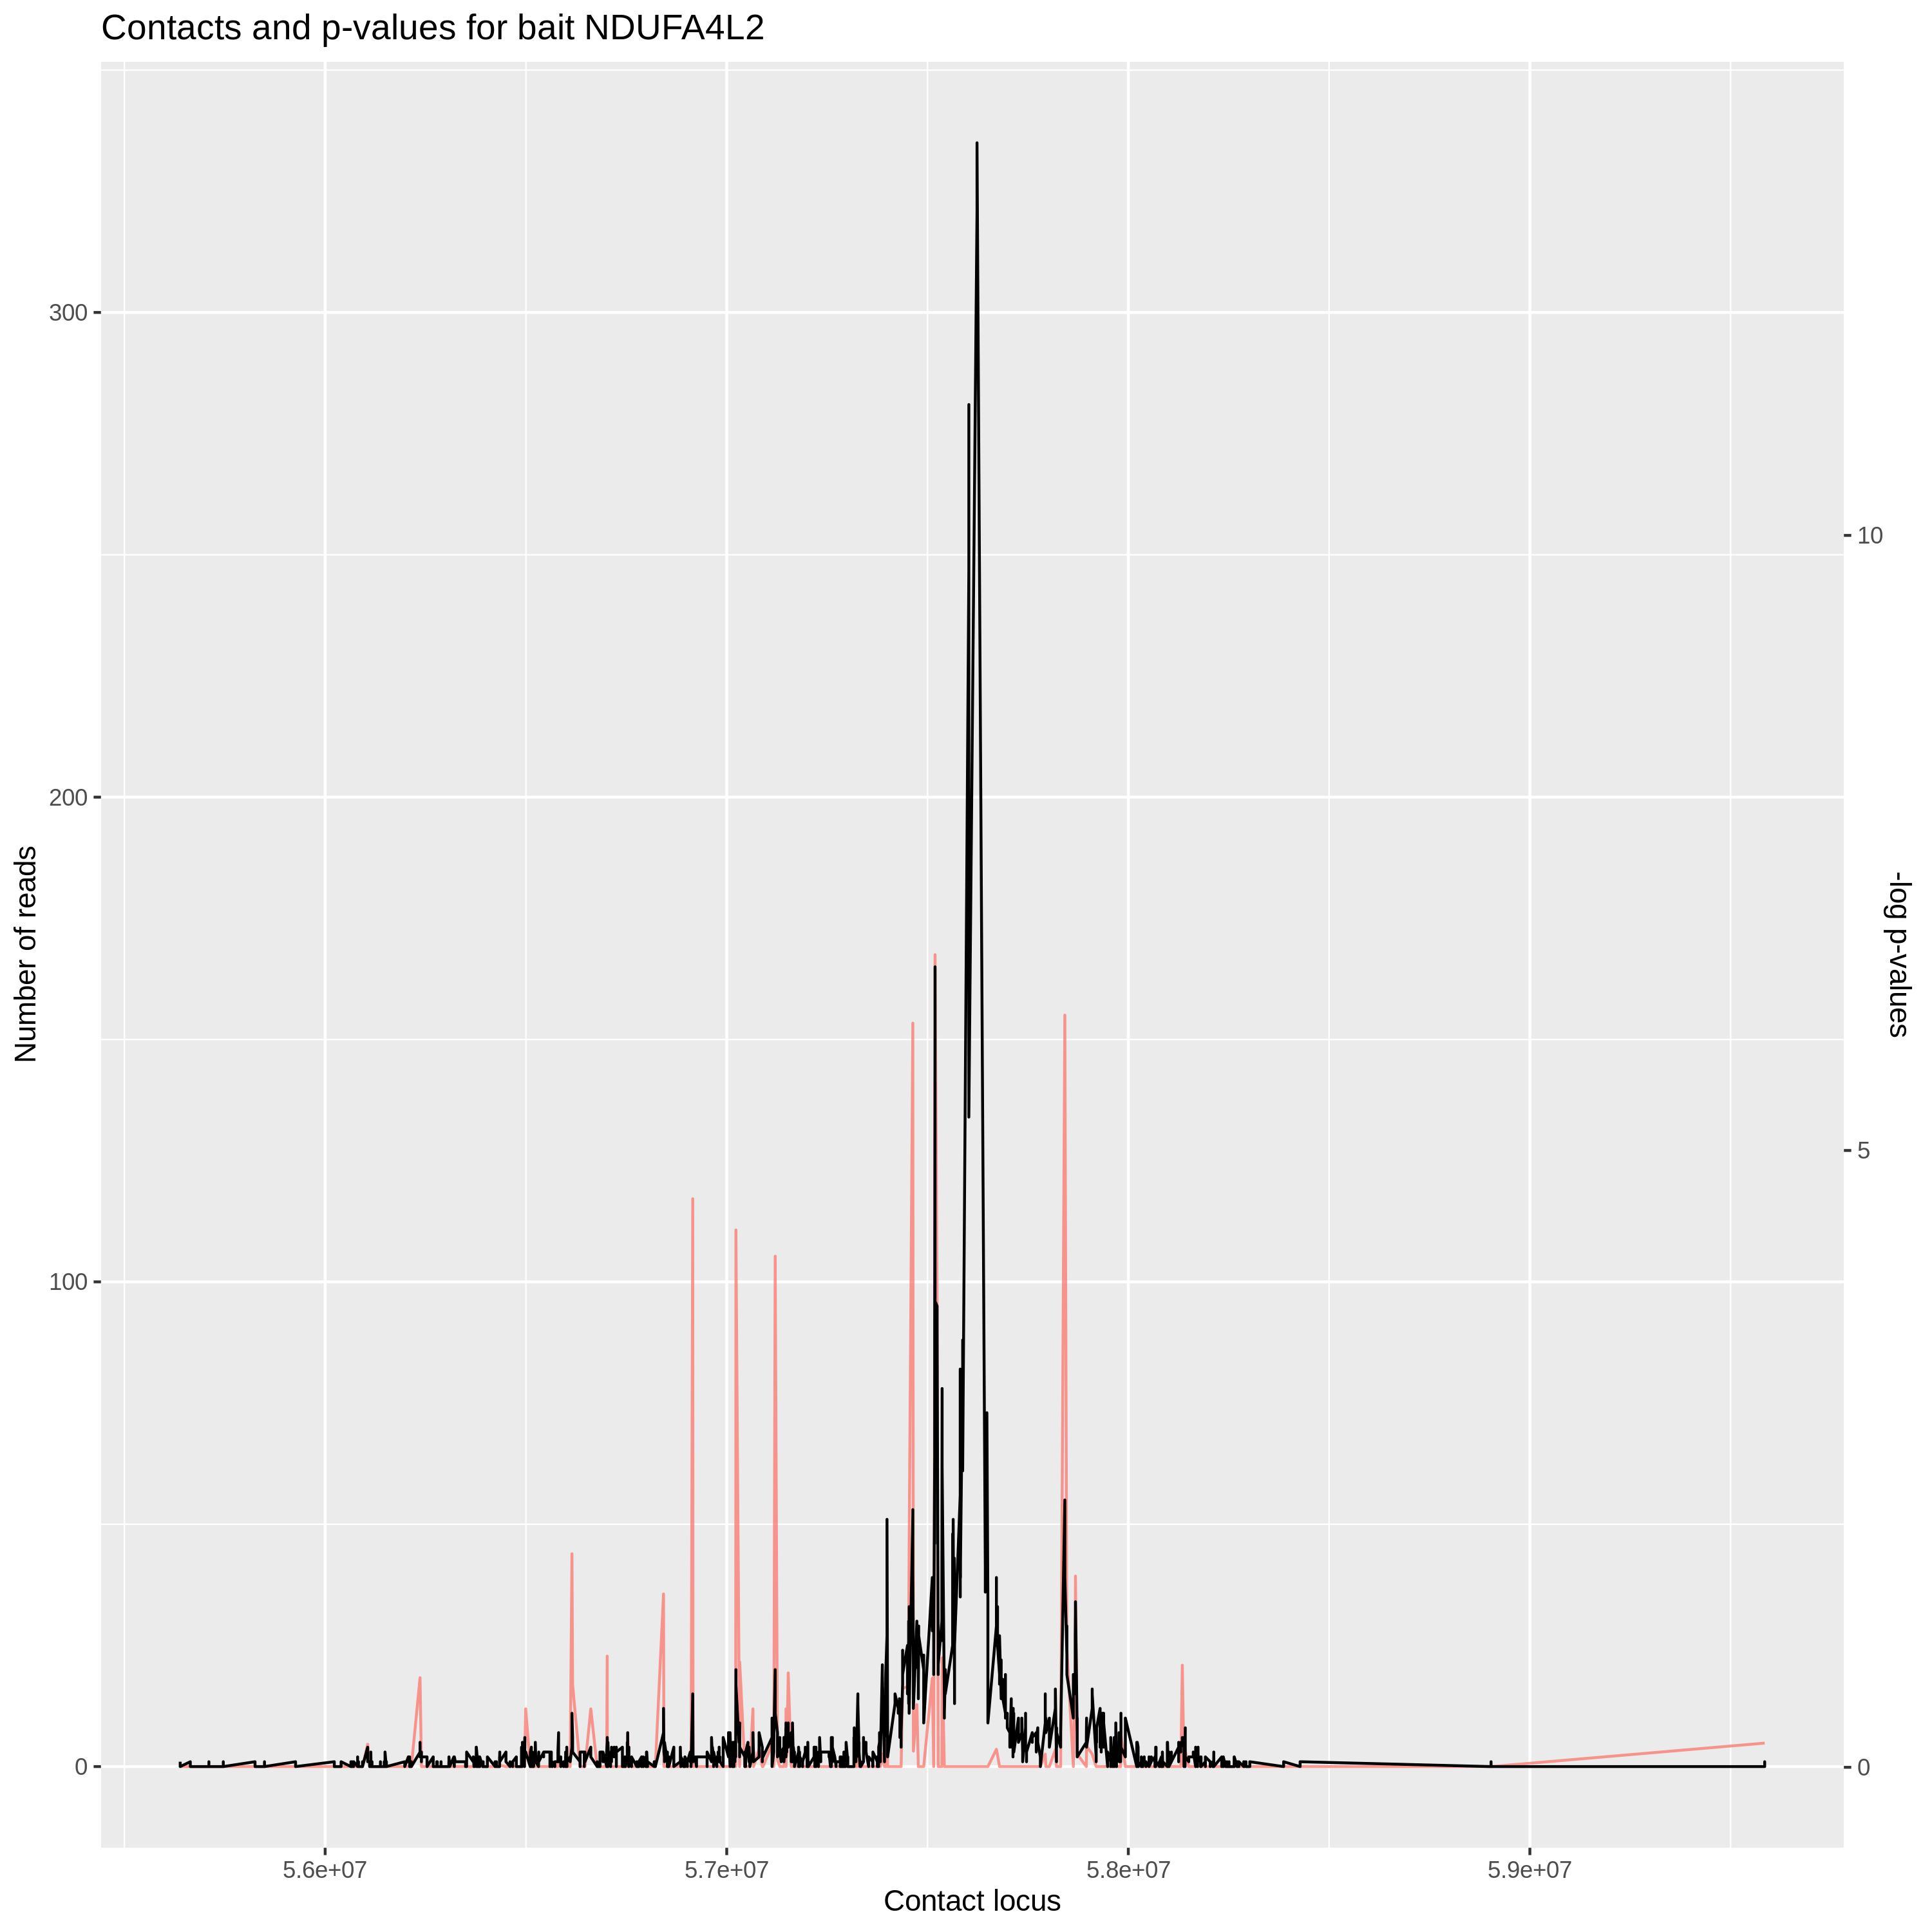 Contacts and p-values for bait NDUFA4L2
300
200
100
0
Number of reads
10
5
0
-log p-values
5.6e+07
5.7e+07
5.8e+07
5.9e+07
Contact locus